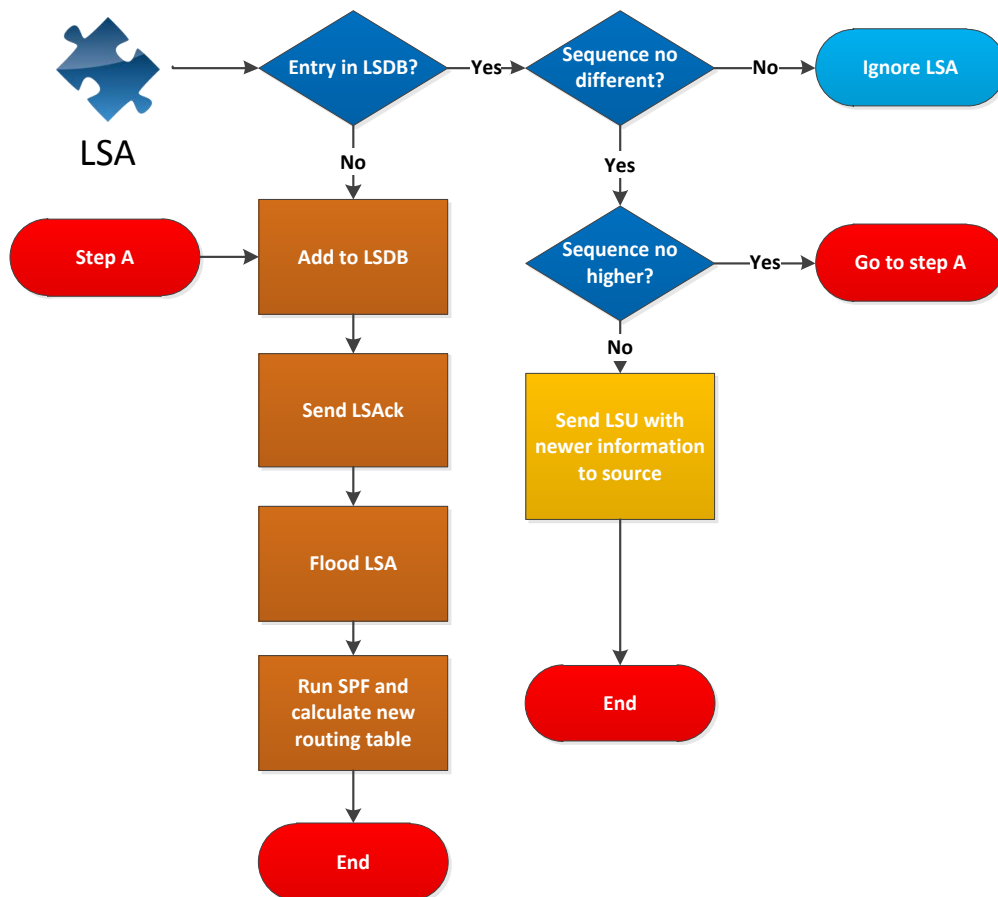 LSA
Entry in LSDB?
Yes
Sequence no
different?
No
Ignore LSA
No
Yes
Step A
Add to LSDB
Sequence no
higher?
Yes
Go to step A
No
Send LSAck
Send LSU with
newer information
to source
Flood LSA
Run SPF and
calculate new
routing table
End
End